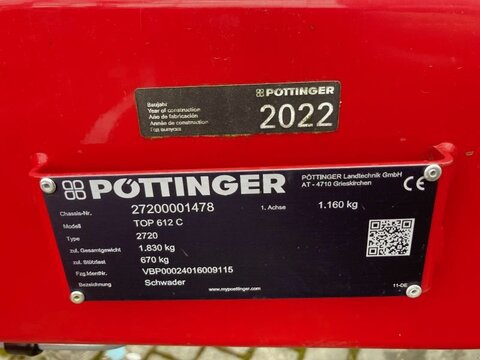 PÖTTINGER
Baujahr
Year of construction
Année de construction
Año de fabricación
2022
PÖTTINGER
PÖTTINGER Landtechnik GmbH
AT - 4710 Grieskirchen
CE
Chassis-Nr. 27200001478 1. Achse 1.160 kg
Modell TOP 612 C
Type 2720
zul. Gesamtgewicht 1.830 kg
zul. Stützlast 670 kg
Fzg.IdentNr. VBP00024016009115
Bezeichnung Schwader
www.mypoettinger.com